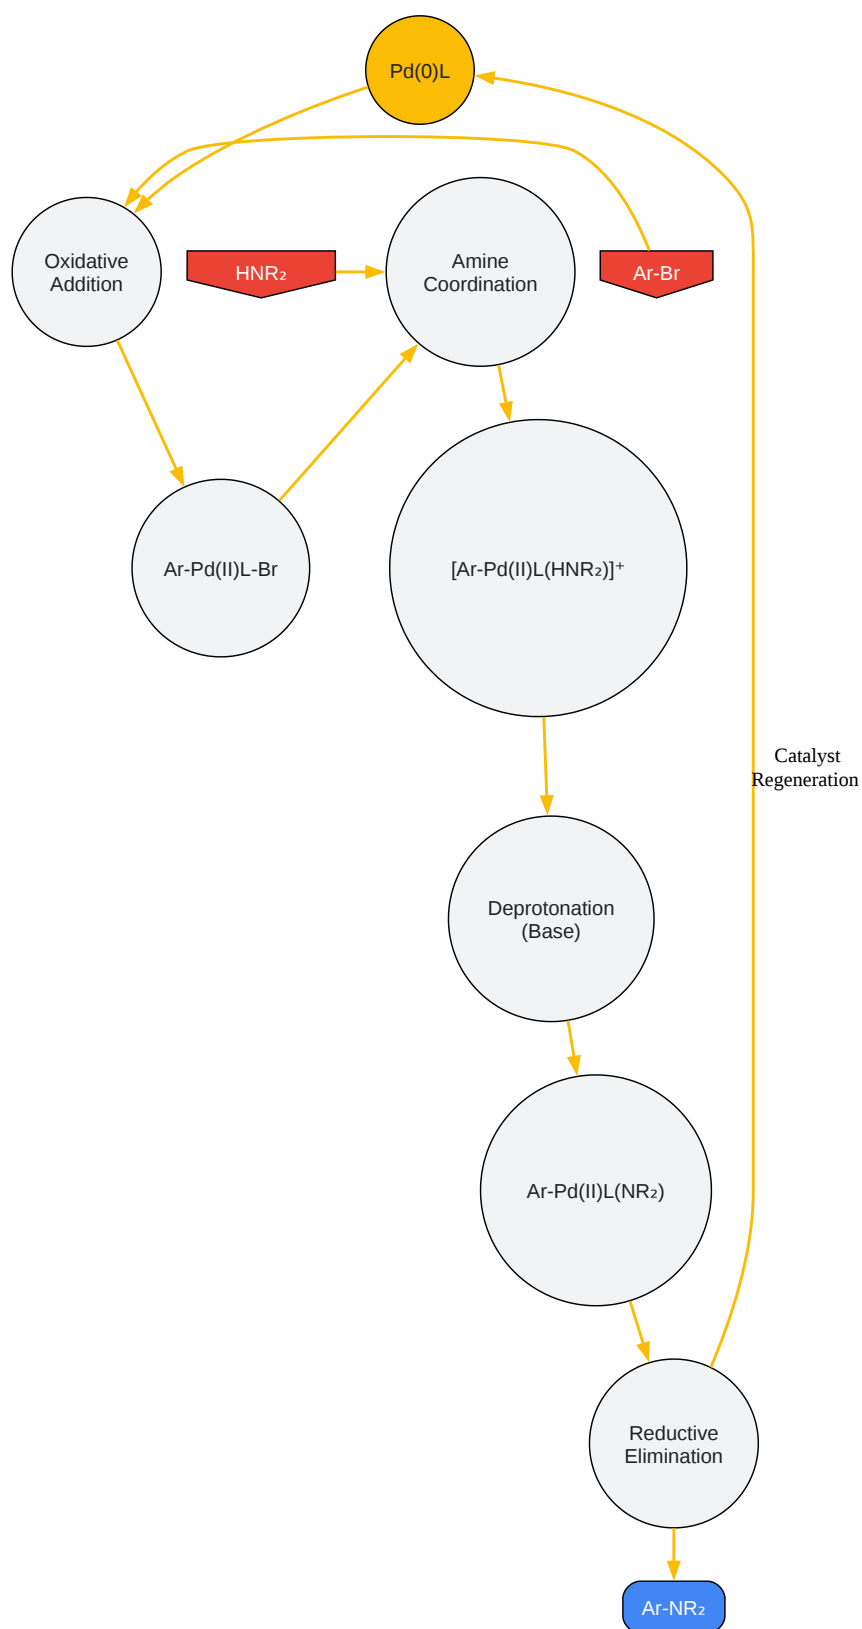 Pd(0)L
Oxidative
Addition
HNR₂
Amine
Coordination
Ar-Br
Ar-Pd(II)L-Br
[Ar-Pd(II)L(HNR₂)]⁺
Catalyst
Regeneration
Deprotonation
(Base)
Ar-Pd(II)L(NR₂)
Reductive
Elimination
Ar-NR₂